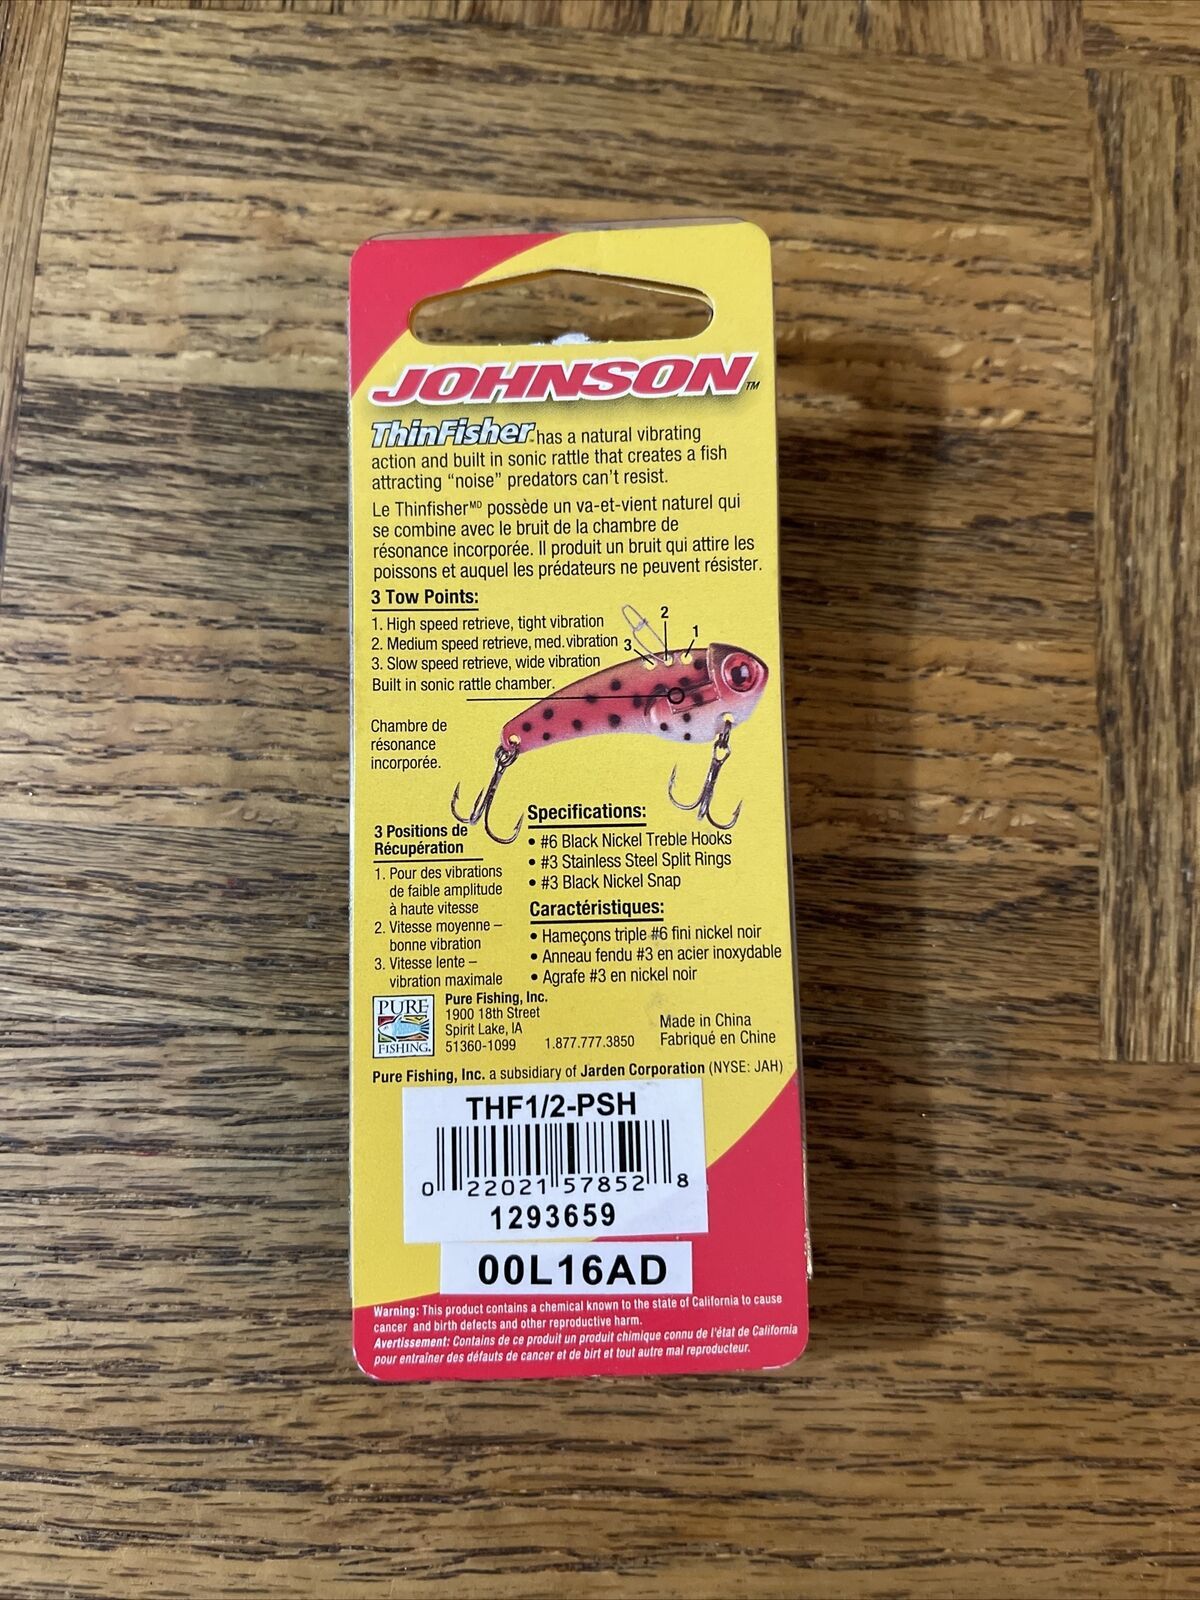 JOHNSON™
ThinFisher™ has a natural vibrating
action and built in sonic rattle that creates a fish
attracting “noise” predators can’t resist.
Le Thinfisherᴹᴰ possède un va-et-vient naturel qui
se combine avec le bruit de la chambre de
résonance incorporée. Il produit un bruit qui attire les
poissons et auquel les prédateurs ne peuvent résister.
3 Tow Points:
1. High speed retrieve, tight vibration
2. Medium speed retrieve, med. vibration
3. Slow speed retrieve, wide vibration
Built in sonic rattle chamber.
3
2
1
Chambre de
résonance
incorporée.
3 Positions de
Récupération
1. Pour des vibrations
de faible amplitude
à haute vitesse
2. Vitesse moyenne –
bonne vibration
3. Vitesse lente –
vibration maximale
Specifications:
• #6 Black Nickel Treble Hooks
• #3 Stainless Steel Split Rings
• #3 Black Nickel Snap
Caractéristiques:
• Hameçons triple #6 fini nickel noir
• Anneau fendu #3 en acier inoxydable
• Agrafe #3 en nickel noir
PURE
FISHING.
Pure Fishing, Inc.
1900 18th Street
Spirit Lake, IA
51360-1099 1.877.777.3850
Made in China
Fabriqué en Chine
Pure Fishing, Inc. a subsidiary of Jarden Corporation (NYSE: JAH)
THF1/2-PSH
0 22021 57852 8
1293659
00L16AD
Warning: This product contains a chemical known to the state of California to cause
cancer and birth defects and other reproductive harm.
Avertissement: Contains de ce produit un produit chimique connu de l'état de California
pour entraîner des défauts de cancer et de birt et tout autre mal reproducteur.